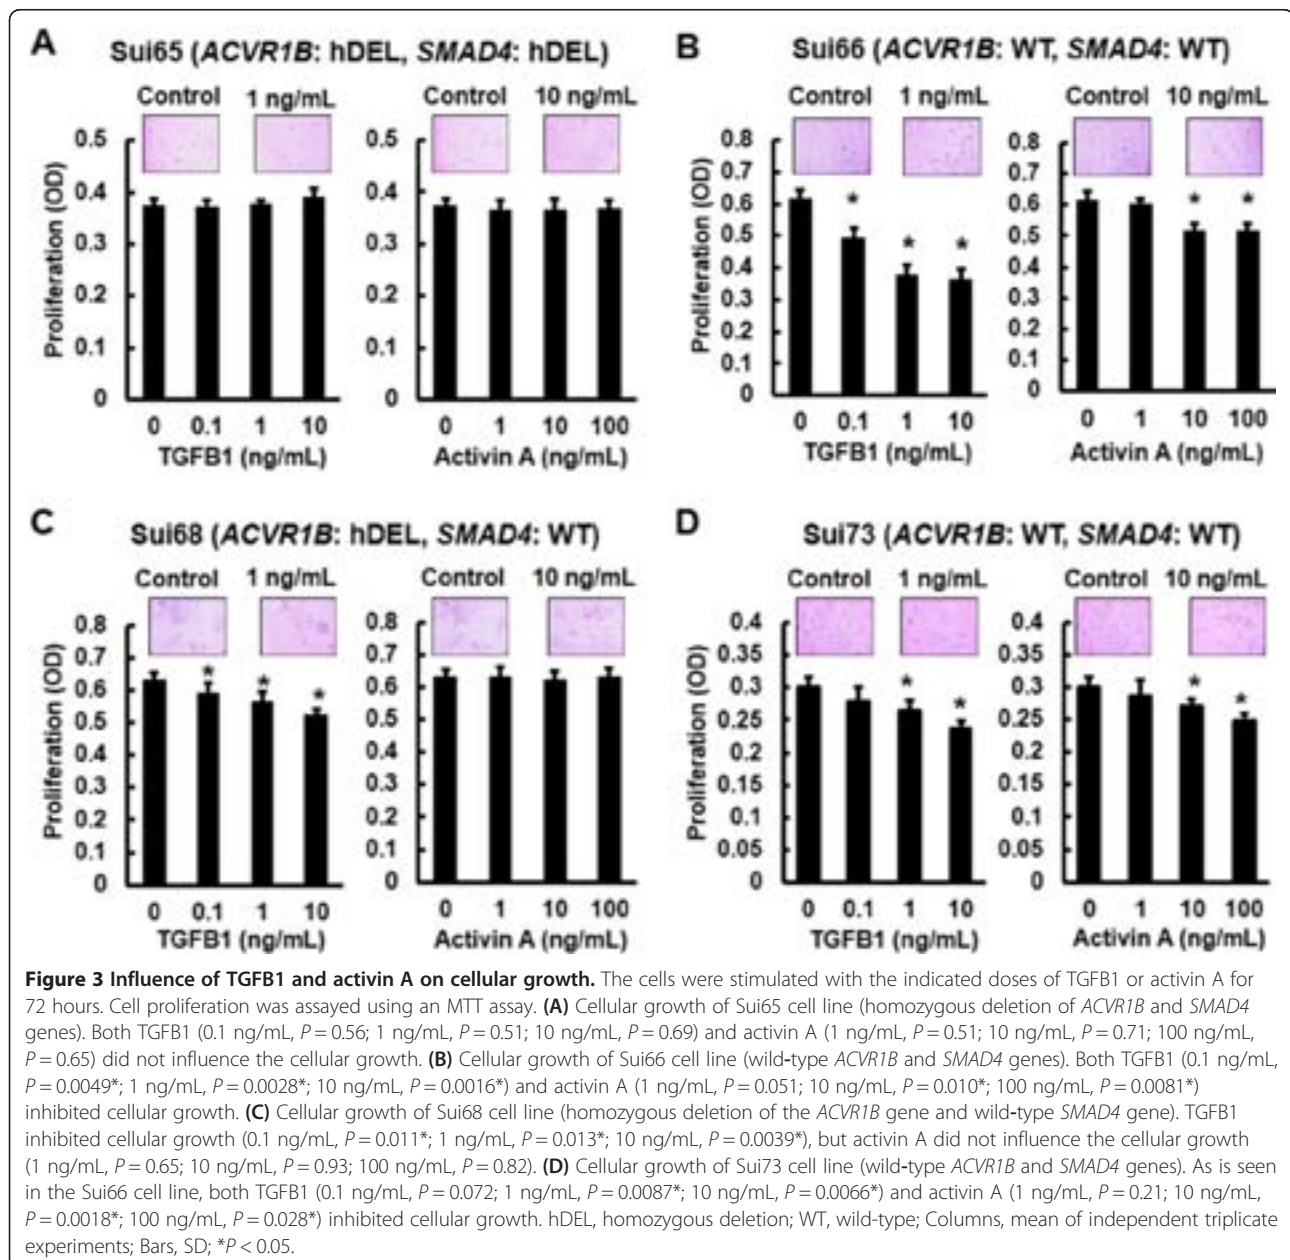 A
Sui65 (ACVR1B: hDEL, SMAD4: hDEL)
Control 1 ng/mL
Control 10 ng/mL
Proliferation (OD)
0.5
0.4
0.3
0.2
0.1
0
0 0.1 1 10
TGFB1 (ng/mL)
0.5
0.4
0.3
0.2
0.1
0
0 1 10 100
Activin A (ng/mL)
B
Sui66 (ACVR1B: WT, SMAD4: WT)
Control 1 ng/mL
Control 10 ng/mL
Proliferation (OD)
0.8
0.7
0.6
0.5
0.4
0.3
0.2
0.1
0
* * *
0 0.1 1 10
TGFB1 (ng/mL)
0.8
0.7
0.6
0.5
0.4
0.3
0.2
0.1
0
* *
0 1 10 100
Activin A (ng/mL)
C
Sui68 (ACVR1B: hDEL, SMAD4: WT)
Control 1 ng/mL
Control 10 ng/mL
Proliferation (OD)
0.8
0.7
0.6
0.5
0.4
0.3
0.2
0.1
0
* * *
0 0.1 1 10
TGFB1 (ng/mL)
0.8
0.7
0.6
0.5
0.4
0.3
0.2
0.1
0
0 1 10 100
Activin A (ng/mL)
D
Sui73 (ACVR1B: WT, SMAD4: WT)
Control 1 ng/mL
Control 10 ng/mL
Proliferation (OD)
0.4
0.35
0.3
0.25
0.2
0.15
0.1
0.05
0
* *
0 0.1 1 10
TGFB1 (ng/mL)
0.4
0.35
0.3
0.25
0.2
0.15
0.1
0.05
0
* *
0 1 10 100
Activin A (ng/mL)
Figure 3 Influence of TGFB1 and activin A on cellular growth. The cells were stimulated with the indicated doses of TGFB1 or activin A for
72 hours. Cell proliferation was assayed using an MTT assay. (A) Cellular growth of Sui65 cell line (homozygous deletion of ACVR1B and SMAD4
genes). Both TGFB1 (0.1 ng/mL, P = 0.56; 1 ng/mL, P = 0.51; 10 ng/mL, P = 0.69) and activin A (1 ng/mL, P = 0.51; 10 ng/mL, P = 0.71; 100 ng/mL,
P = 0.65) did not influence the cellular growth. (B) Cellular growth of Sui66 cell line (wild-type ACVR1B and SMAD4 genes). Both TGFB1 (0.1 ng/mL,
P = 0.0049*; 1 ng/mL, P = 0.0028*; 10 ng/mL, P = 0.0016*) and activin A (1 ng/mL, P = 0.051; 10 ng/mL, P = 0.010*; 100 ng/mL, P = 0.0081*)
inhibited cellular growth. (C) Cellular growth of Sui68 cell line (homozygous deletion of the ACVR1B gene and wild-type SMAD4 gene). TGFB1
inhibited cellular growth (0.1 ng/mL, P = 0.011*; 1 ng/mL, P = 0.013*; 10 ng/mL, P = 0.0039*), but activin A did not influence the cellular growth
(1 ng/mL, P = 0.65; 10 ng/mL, P = 0.93; 100 ng/mL, P = 0.82). (D) Cellular growth of Sui73 cell line (wild-type ACVR1B and SMAD4 genes). As is seen
in the Sui66 cell line, both TGFB1 (0.1 ng/mL, P = 0.072; 1 ng/mL, P = 0.0087*; 10 ng/mL, P = 0.0066*) and activin A (1 ng/mL, P = 0.21; 10 ng/mL,
P = 0.0018*; 100 ng/mL, P = 0.028*) inhibited cellular growth. hDEL, homozygous deletion; WT, wild-type; Columns, mean of independent triplicate
experiments; Bars, SD; *P < 0.05.